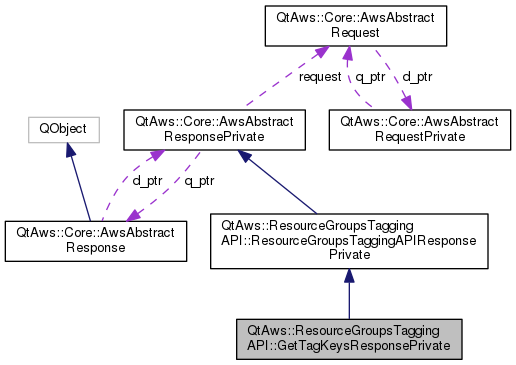 QtAws::Core::AwsAbstract
Request
request
q_ptr
d_ptr
QObject
QtAws::Core::AwsAbstract
ResponsePrivate
QtAws::Core::AwsAbstract
RequestPrivate
d_ptr
q_ptr
QtAws::Core::AwsAbstract
Response
QtAws::ResourceGroupsTagging
API::ResourceGroupsTaggingAPIResponse
Private
QtAws::ResourceGroupsTagging
API::GetTagKeysResponsePrivate